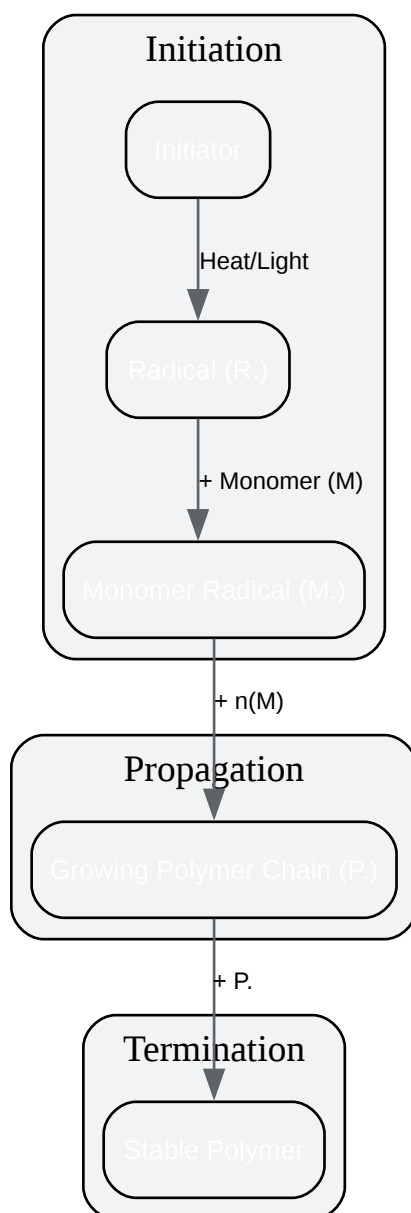 Initiation
Initiator
Heat/Light
Radical (R.)
+ Monomer (M)
Monomer Radical (M.)
+ n(M)
Propagation
Growing Polymer Chain (P.)
+ P.
Termination
Stable Polymer